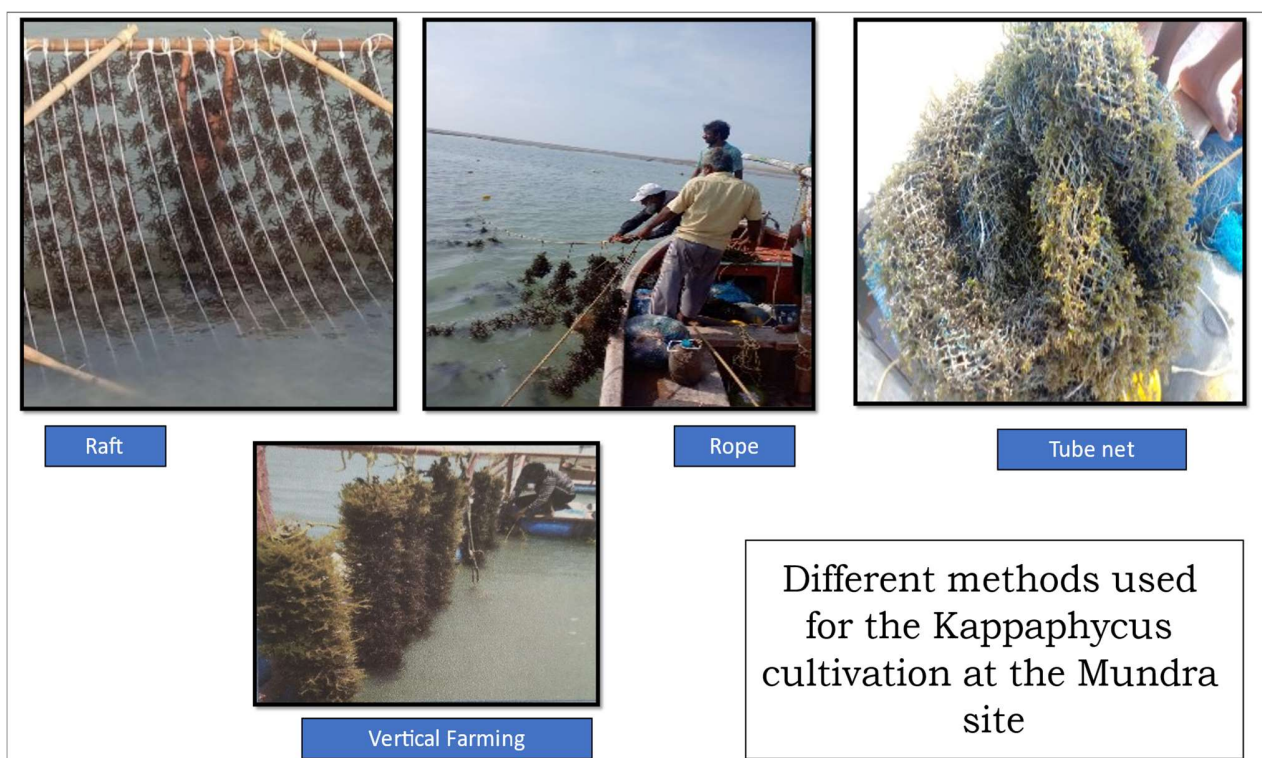 Raft
Rope
Tube net
Vertical Farming
Different methods used
for the Kappaphycus
cultivation at the Mundra
site